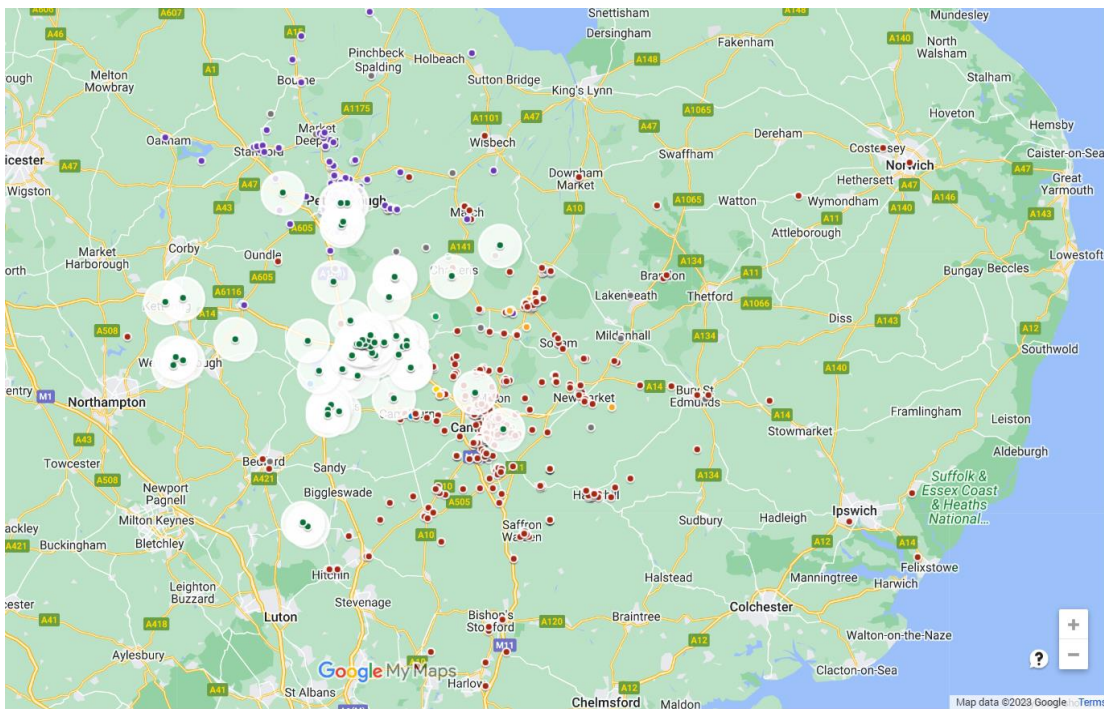 A606
A607
A46
Melton
Mowbray
A1
A15
Bourne
Pinchbeck
Spalding
Holbeach
Sutton Bridge
Snettisham
Dersingham
King's Lynn
A148
Fakenham
A148
A140
North
Walsham
Mundesley
Stalham
Hoveton
Hemsby
Caister-on-Sea
Great
Yarmouth
A1175
A1101
A47
A47
A1065
Dereham
Swaffham
Costessey
Norwich
Hethersett
A47
A47
A146
A143
A140
Oakham
Market
Deeping
Stamford
Wisbech
Downham
Market
A10
A1065
Watton
Wymondham
A11
Attleborough
Wigston
A47
A47
A43
A605
March
A141
Market
Harborough
Corby
Oundle
A605
A6116
A14
A508
Northampton
M1
A43
Towcester
A508
Brandon
A134
A11
Thetford
A1066
Lakenheath
Mildenhall
A134
Diss
A143
A140
Bungay
Beccles
Lowestoft
A12
Southwold
Soham
Newmarket
A14
Bury St
Edmunds
A14
Stowmarket
Framlingham
Leiston
Aldeburgh
Suffolk &
Essex Coast
& Heaths
National...
A134
Bedford
A421
Sandy
Biggleswade
Newport
Pagnell
Milton Keynes
Bletchley
Buckingham
A421
A505
A10
Saffron
Walden
Sudbury
Hadleigh
Ipswich
A12
A14
Felixstowe
Harwich
Manningtree
Halstead
Colchester
Hitchin
Stevenage
Leighton
Buzzard
Luton
A41
A418
Aylesbury
A41
St Albans
Bishop's
Stortford
A120
M11
Braintree
A12
Walton-on-the-Naze
Clacton-on-Sea
Harlow
A12
Chelmsford
Maldon
Google My Maps
+
?
−
Map data ©2023 Google
Terms